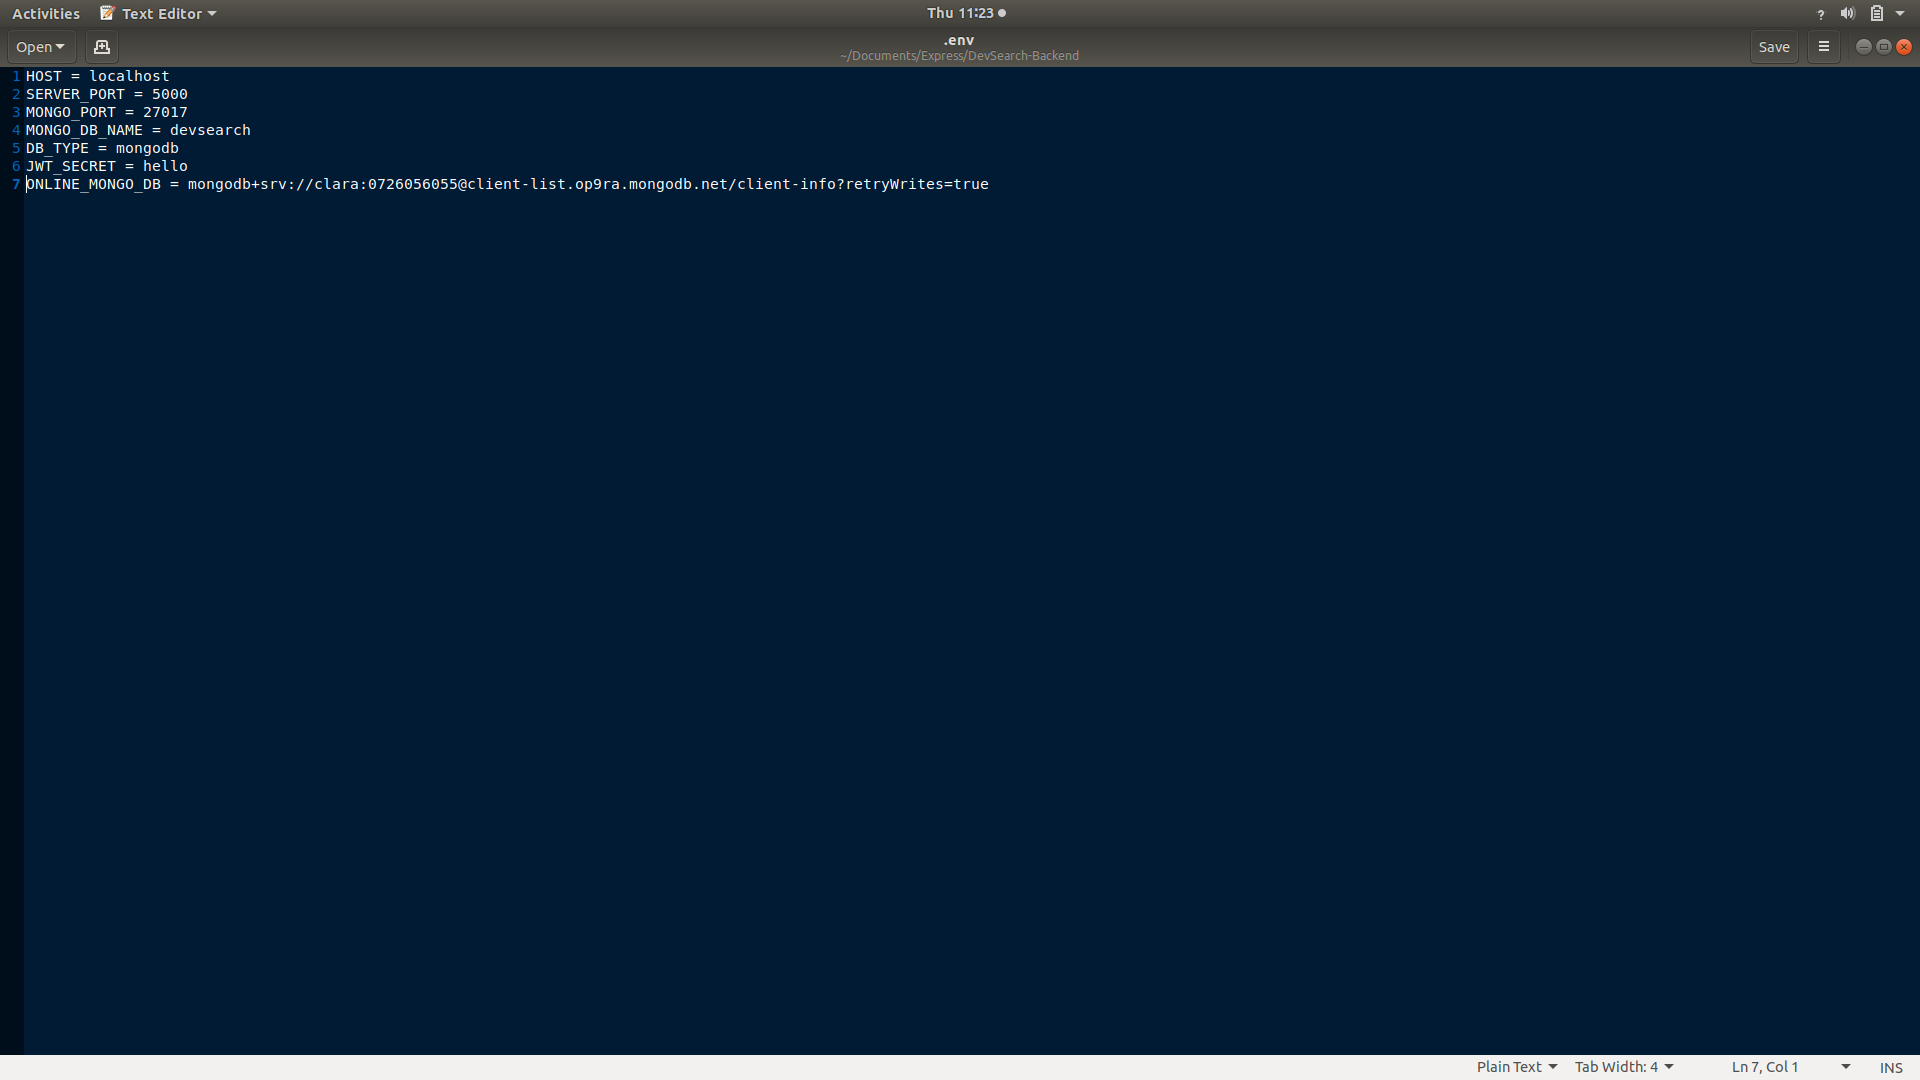 Activities Text Editor Thu 11:23 ?
Open .env Save
~/Documents/Express/DevSearch-Backend
1 HOST = localhost
2 SERVER_PORT = 5000
3 MONGO_PORT = 27017
4 MONGO_DB_NAME = devsearch
5 DB_TYPE = mongodb
6 JWT_SECRET = hello
7 ONLINE_MONGO_DB = mongodb+srv://clara:0726056055@client-list.op9ra.mongodb.net/client-info?retryWrites=true
Plain Text Tab Width: 4 Ln 7, Col 1 INS